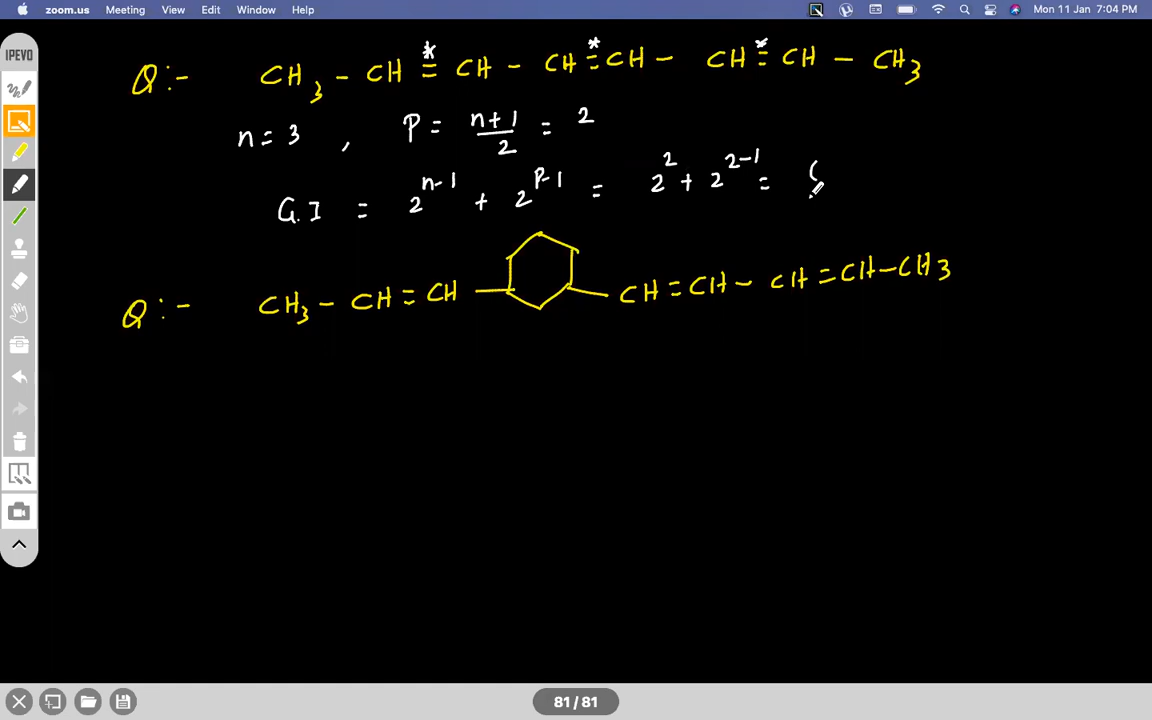 zoom.us Meeting View Edit Window Help Mon 11 Jan 7:04 PM
IPEVO
Q:- CH₃ - CH =* CH - CH =* CH - CH =* CH - CH₃
n = 3 , P = (n+1)/2 = 2
G.I = 2^(n-1) + 2^(P-1) = 2^2 + 2^(2-1) =
Q:- CH₃ - CH = CH CH = CH - CH = CH - CH3
81 / 81